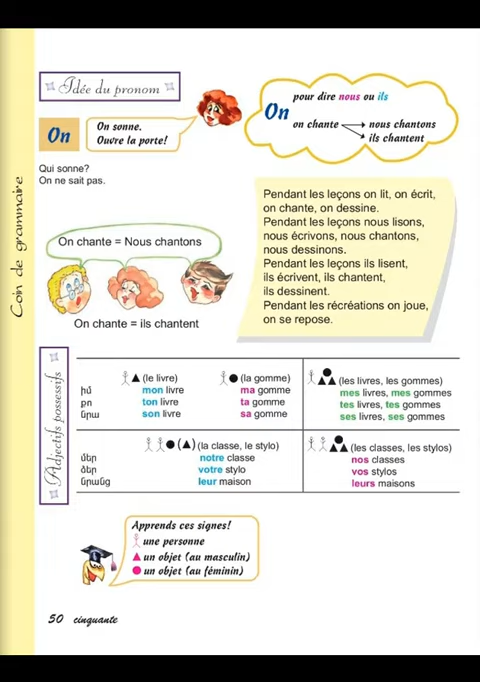 Idée du pronom
On
On sonne.
Ouvre la porte!
pour dire nous ou ils
On
on chante
nous chantons
ils chantent
Qui sonne?
On ne sait pas.
Coin de grammaire
Pendant les leçons on lit, on écrit,
on chante, on dessine.
Pendant les leçons nous lisons,
nous écrivons, nous chantons,
nous dessinons.
Pendant les leçons ils lisent,
ils écrivent, ils chantent,
ils dessinent.
Pendant les récréations on joue,
on se repose.
On chante = Nous chantons
On chante = ils chantent
Adjectifs possessifs
(le livre) (la gomme) (les livres, les gommes)
իմ mon livre ma gomme mes livres, mes gommes
քո ton livre ta gomme tes livres, tes gommes
նրա son livre sa gomme ses livres, ses gommes
(la classe, le stylo) (les classes, les stylos)
մեր notre classe nos classes
ձեր votre stylo vos stylos
նրանց leur maison leurs maisons
Apprends ces signes!
une personne
un objet (au masculin)
un objet (au féminin)
50 cinquante